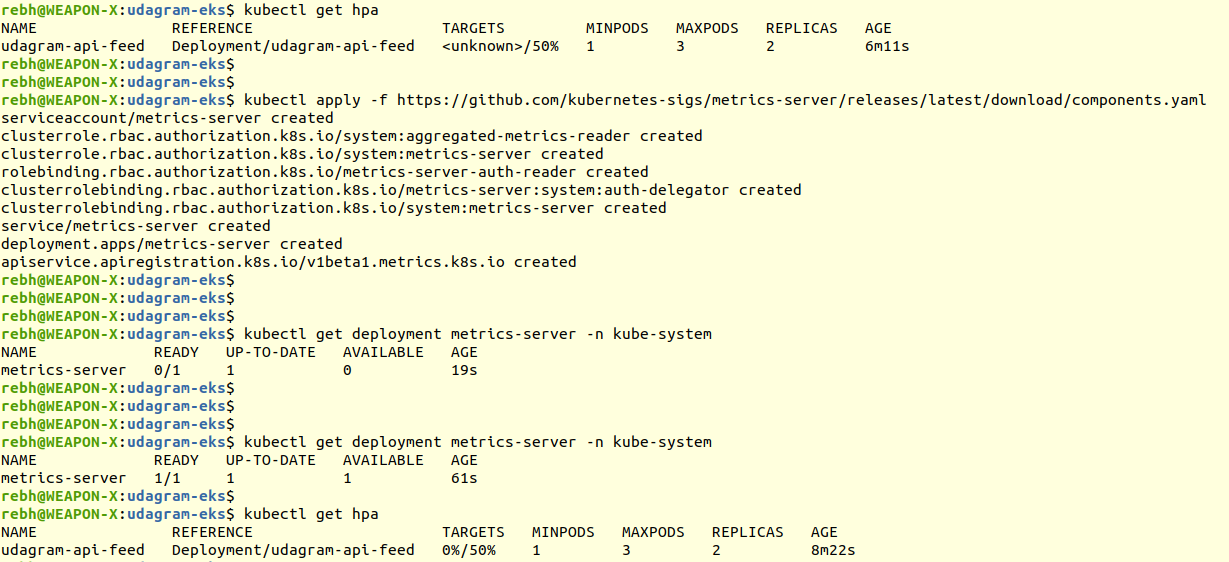 rebh@WEAPON-X:udagram-eks$ kubectl get hpa
NAME               REFERENCE                     TARGETS         MINPODS   MAXPODS   REPLICAS   AGE
udagram-api-feed   Deployment/udagram-api-feed   <unknown>/50%   1         3         2          6m11s
rebh@WEAPON-X:udagram-eks$
rebh@WEAPON-X:udagram-eks$
rebh@WEAPON-X:udagram-eks$ kubectl apply -f https://github.com/kubernetes-sigs/metrics-server/releases/latest/download/components.yaml
serviceaccount/metrics-server created
clusterrole.rbac.authorization.k8s.io/system:aggregated-metrics-reader created
clusterrole.rbac.authorization.k8s.io/system:metrics-server created
rolebinding.rbac.authorization.k8s.io/metrics-server-auth-reader created
clusterrolebinding.rbac.authorization.k8s.io/metrics-server:system:auth-delegator created
clusterrolebinding.rbac.authorization.k8s.io/system:metrics-server created
service/metrics-server created
deployment.apps/metrics-server created
apiservice.apiregistration.k8s.io/v1beta1.metrics.k8s.io created
rebh@WEAPON-X:udagram-eks$
rebh@WEAPON-X:udagram-eks$
rebh@WEAPON-X:udagram-eks$
rebh@WEAPON-X:udagram-eks$ kubectl get deployment metrics-server -n kube-system
NAME             READY   UP-TO-DATE   AVAILABLE   AGE
metrics-server   0/1     1            0           19s
rebh@WEAPON-X:udagram-eks$
rebh@WEAPON-X:udagram-eks$
rebh@WEAPON-X:udagram-eks$
rebh@WEAPON-X:udagram-eks$ kubectl get deployment metrics-server -n kube-system
NAME             READY   UP-TO-DATE   AVAILABLE   AGE
metrics-server   1/1     1            1           61s
rebh@WEAPON-X:udagram-eks$
rebh@WEAPON-X:udagram-eks$ kubectl get hpa
NAME               REFERENCE                     TARGETS   MINPODS   MAXPODS   REPLICAS   AGE
udagram-api-feed   Deployment/udagram-api-feed   0%/50%    1         3         2          8m22s